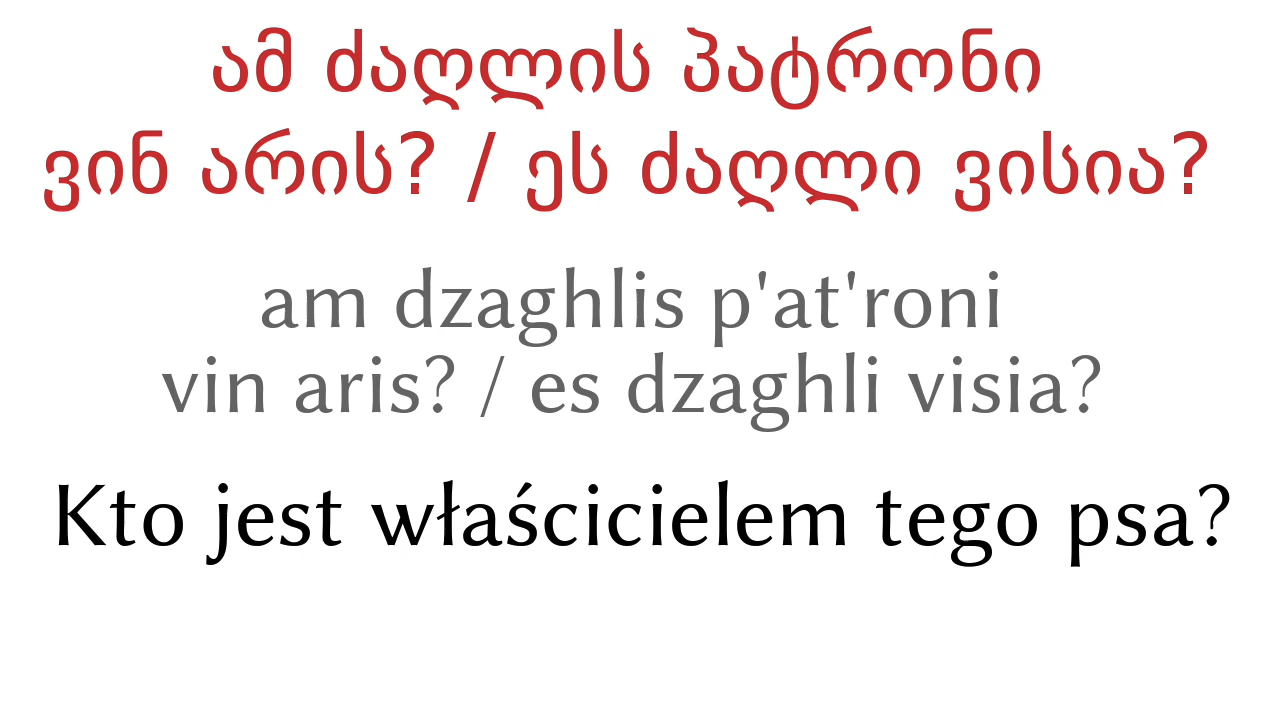 ამ ძაღლის პატრონი
ვინ არის? / ეს ძაღლი ვისია?
am dzaghlis p'at'roni
vin aris? / es dzaghli visia?
Kto jest właścicielem tego psa?